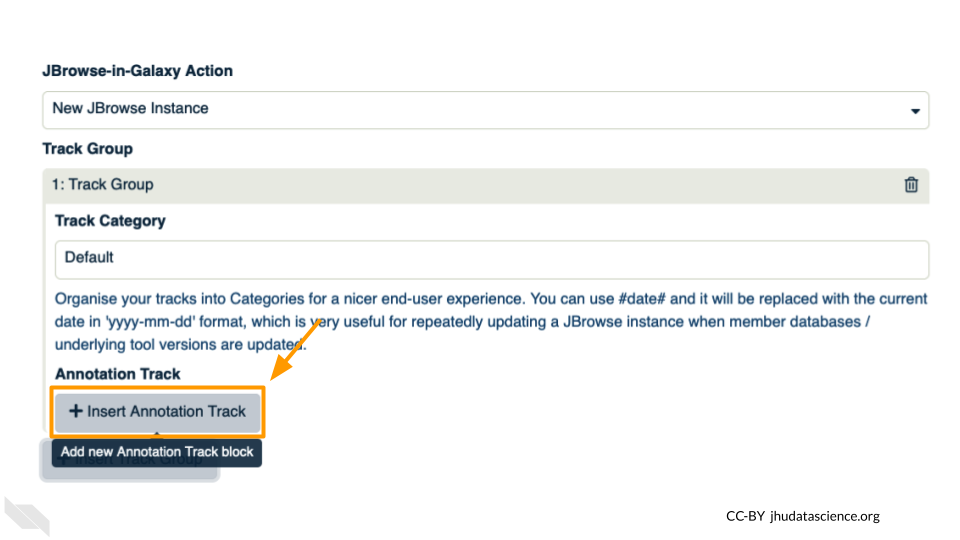 JBrowse-in-Galaxy Action
New JBrowse Instance
Track Group
1: Track Group
Track Category
Default
Organise your tracks into Categories for a nicer end-user experience. You can use #date# and it will be replaced with the current
date in 'yyyy-mm-dd' format, which is very useful for repeatedly updating a JBrowse instance when member databases /
underlying tool versions are updated.
Annotation Track
+ Insert Annotation Track
Add new Annotation Track block
+ Insert Track Group
CC-BY jhudatascience.org